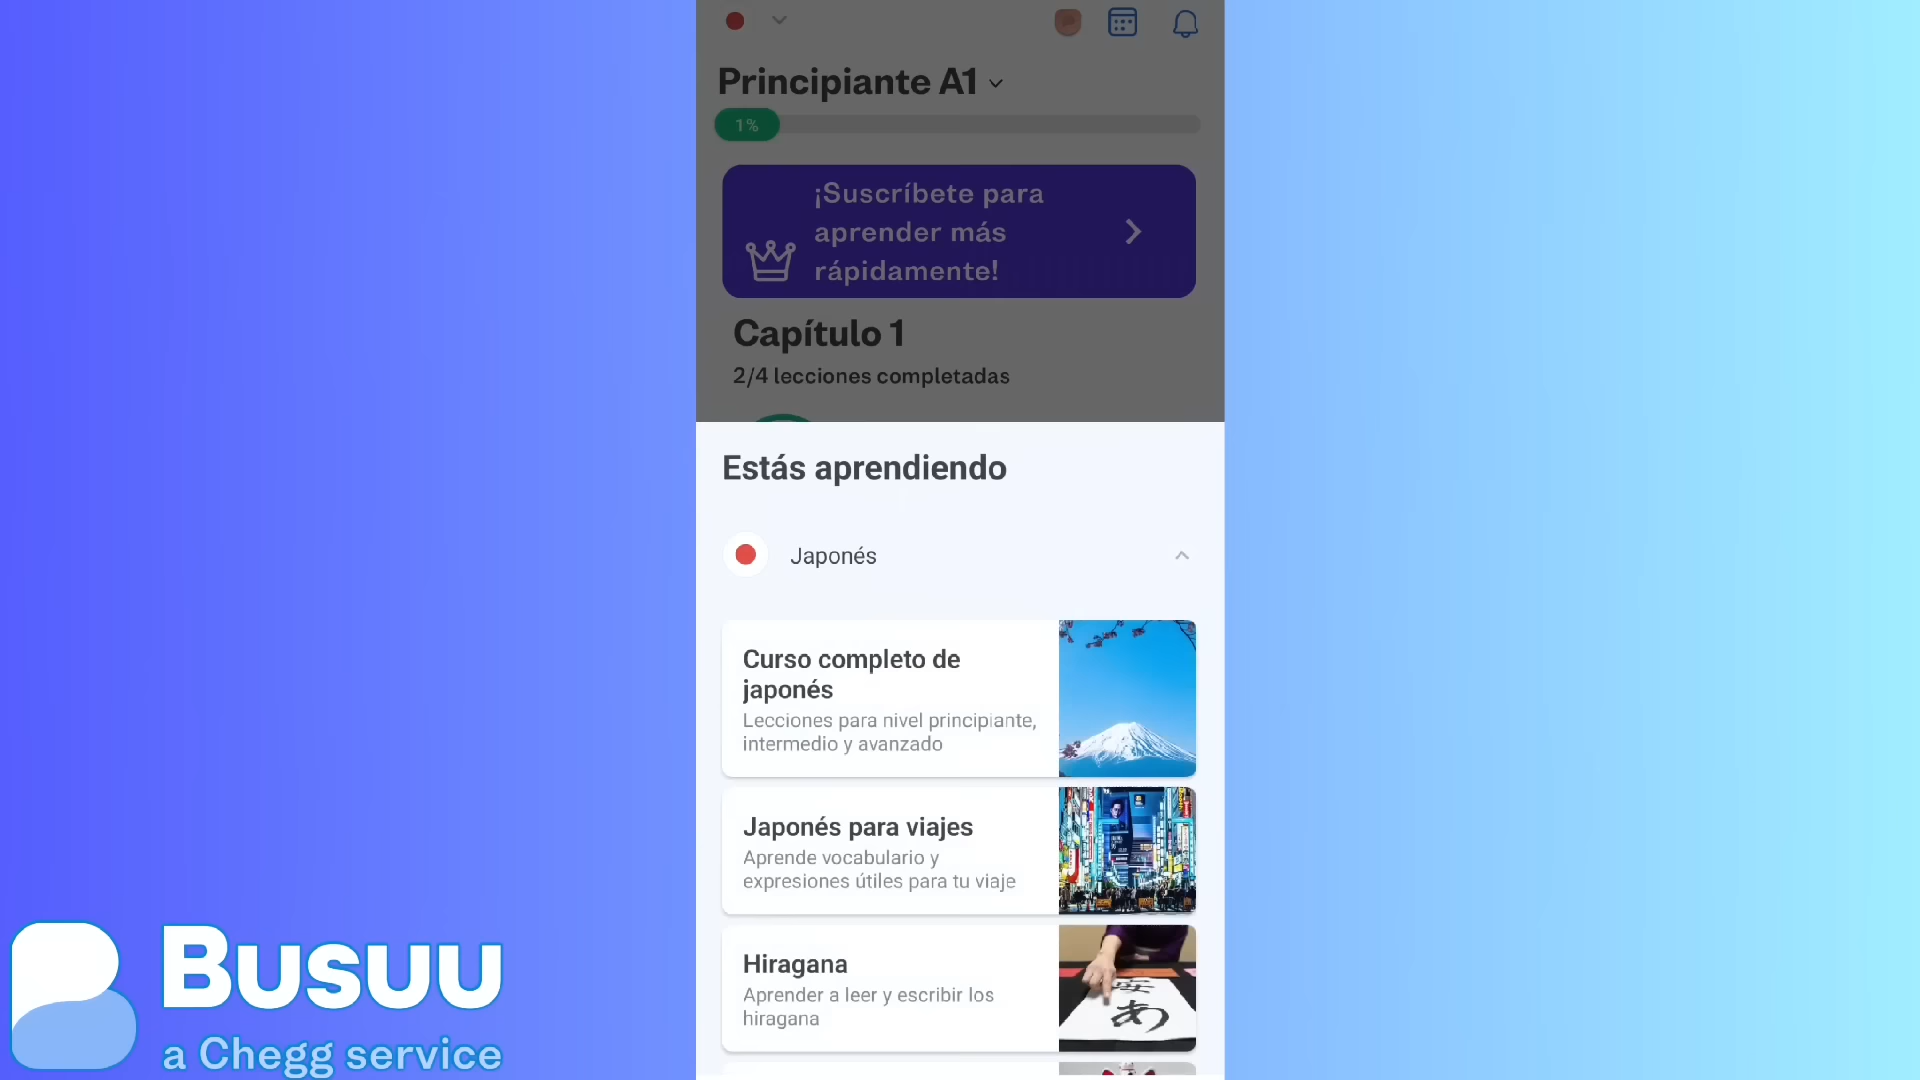 Principiante A1
1%
¡Suscríbete para
aprender más
rápidamente!
Capítulo 1
2/4 lecciones completadas
Estás aprendiendo
Japonés
Curso completo de
japonés
Lecciones para nivel principiante,
intermedio y avanzado
Japonés para viajes
Aprende vocabulario y
expresiones útiles para tu viaje
Hiragana
Aprender a leer y escribir los
hiragana
あ
Busuu
a Chegg service